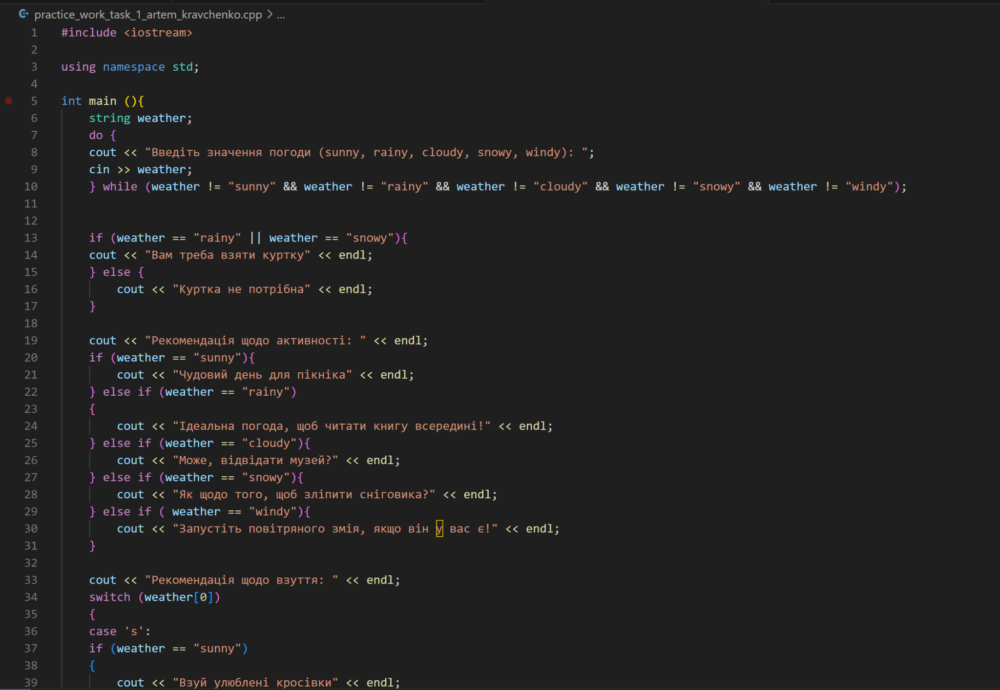 practice_work_task_1_artem_kravchenko.cpp > ...
1 #include <iostream>
2
3 using namespace std;
4
5 int main (){
6     string weather;
7     do {
8     cout << "Введіть значення погоди (sunny, rainy, cloudy, snowy, windy): ";
9     cin >> weather;
10     } while (weather != "sunny" && weather != "rainy" && weather != "cloudy" && weather != "snowy" && weather != "windy");
11
12
13     if (weather == "rainy" || weather == "snowy"){
14     cout << "Вам треба взяти куртку" << endl;
15     } else {
16         cout << "Куртка не потрібна" << endl;
17     }
18
19     cout << "Рекомендація щодо активності: " << endl;
20     if (weather == "sunny"){
21         cout << "Чудовий день для пікніка" << endl;
22     } else if (weather == "rainy")
23     {
24         cout << "Ідеальна погода, щоб читати книгу всередині!" << endl;
25     } else if (weather == "cloudy"){
26         cout << "Може, відвідати музей?" << endl;
27     } else if (weather == "snowy"){
28         cout << "Як щодо того, щоб зліпити сніговика?" << endl;
29     } else if ( weather == "windy"){
30         cout << "Запустіть повітряного змія, якщо він у вас є!" << endl;
31     }
32
33     cout << "Рекомендація щодо взуття: " << endl;
34     switch (weather[0])
35     {
36     case 's':
37     if (weather == "sunny")
38     {
39         cout << "Взуй улюблені кросівки" << endl;